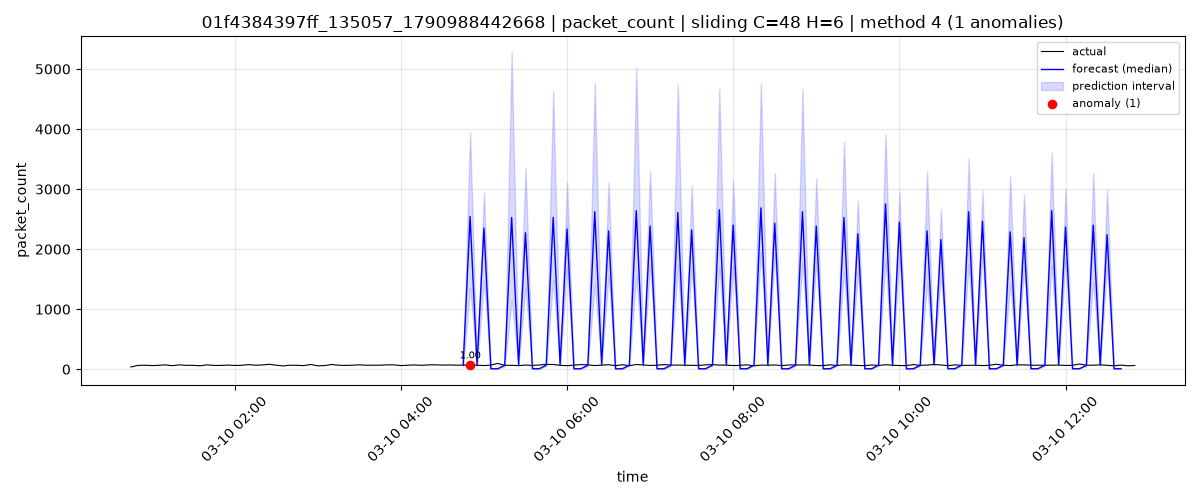 01f4384397ff_135057_1790988442668 | packet_count | sliding C=48 H=6 | method 4 (1 anomalies)
actual
forecast (median)
prediction interval
anomaly (1)
packet_count
5000
4000
3000
2000
1000
0
1.00
03-10 02:00
03-10 04:00
03-10 06:00
03-10 08:00
03-10 10:00
03-10 12:00
time